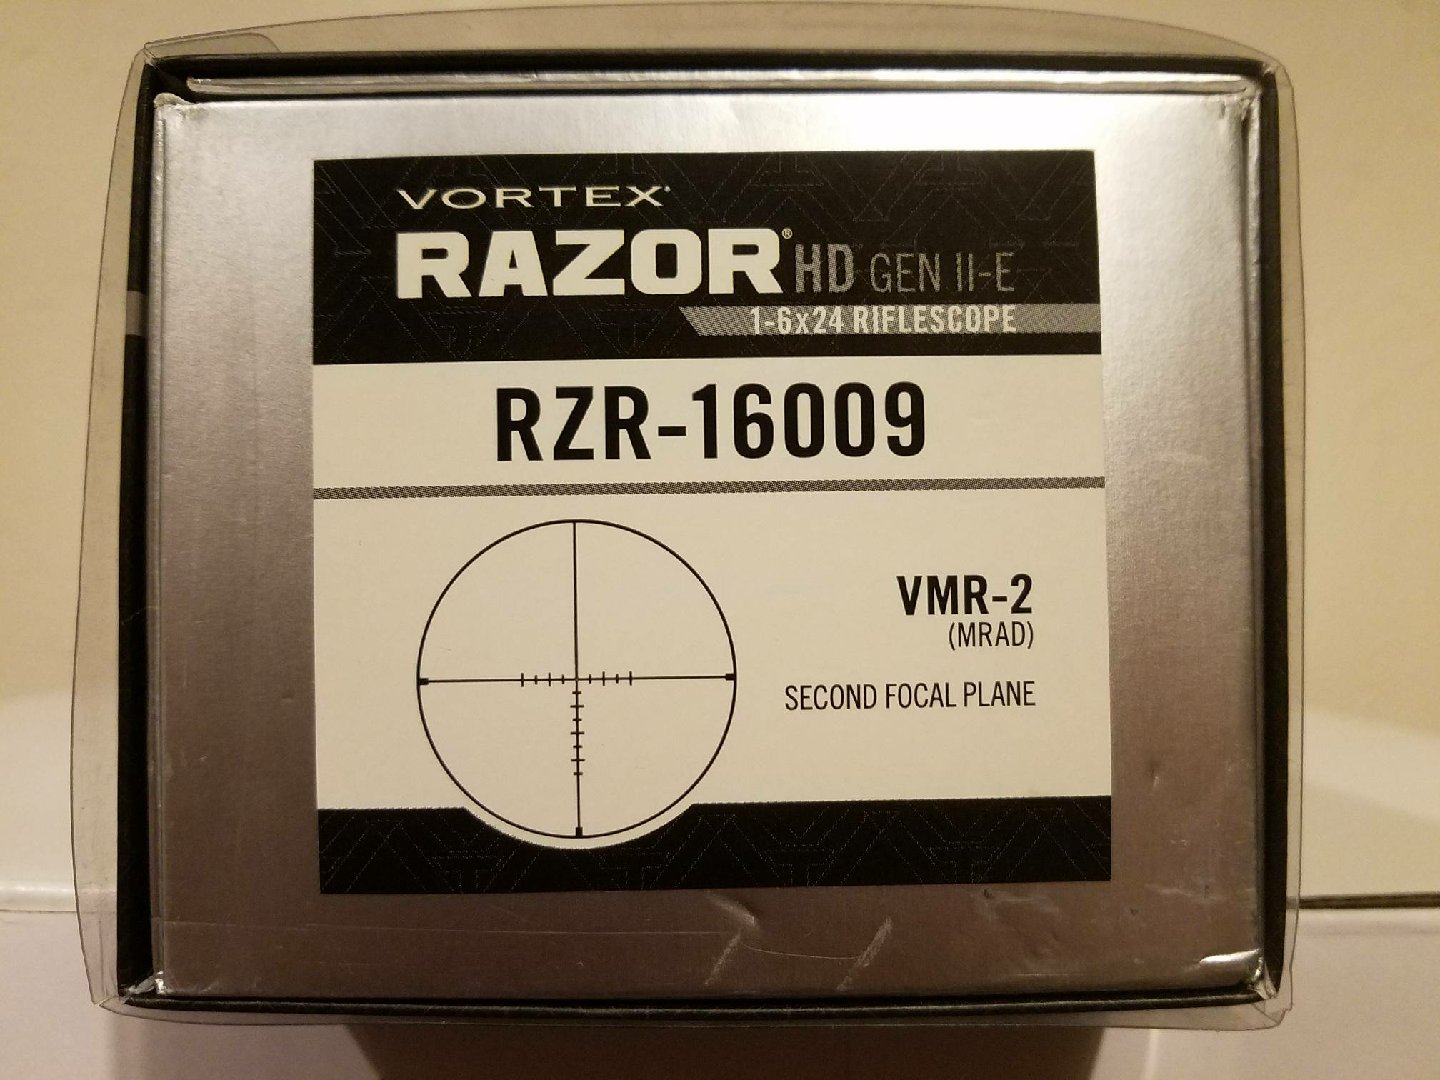 VORTEX®
RAZOR® HD GEN II-E
1-6x24 RIFLESCOPE
RZR-16009
VMR-2
(MRAD)
SECOND FOCAL PLANE